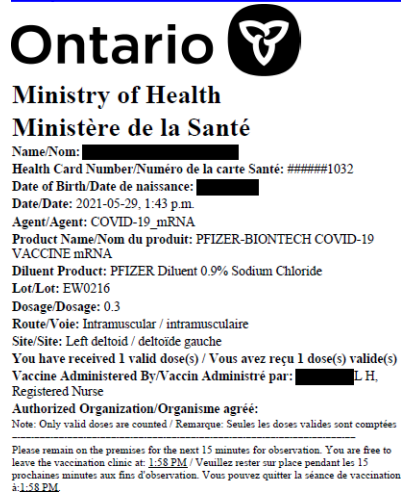 Ontario
Ministry of Health
Ministère de la Santé
Name/Nom:
Health Card Number/Numéro de la carte Santé: ######1032
Date of Birth/Date de naissance:
Date/Date: 2021-05-29, 1:43 p.m.
Agent/Agent: COVID-19_mRNA
Product Name/Nom du produit: PFIZER-BIONTECH COVID-19
VACCINE mRNA
Diluent Product: PFIZER Diluent 0.9% Sodium Chloride
Lot/Lot: EW0216
Dosage/Dosage: 0.3
Route/Voie: Intramuscular / intramusculaire
Site/Site: Left deltoid / deltoïde gauche
You have received 1 valid dose(s) / Vous avez reçu 1 dose(s) valide(s)
Vaccine Administered By/Vaccin Administré par: L H,
Registered Nurse
Authorized Organization/Organisme agréé:
Note: Only valid doses are counted / Remarque: Seules les doses valides sont comptées
Please remain on the premises for the next 15 minutes for observation. You are free to
leave the vaccination clinic at: 1:58 PM / Veuillez rester sur place pendant les 15
prochaines minutes aux fins d'observation. Vous pouvez quitter la séance de vaccination
à:1:58 PM.